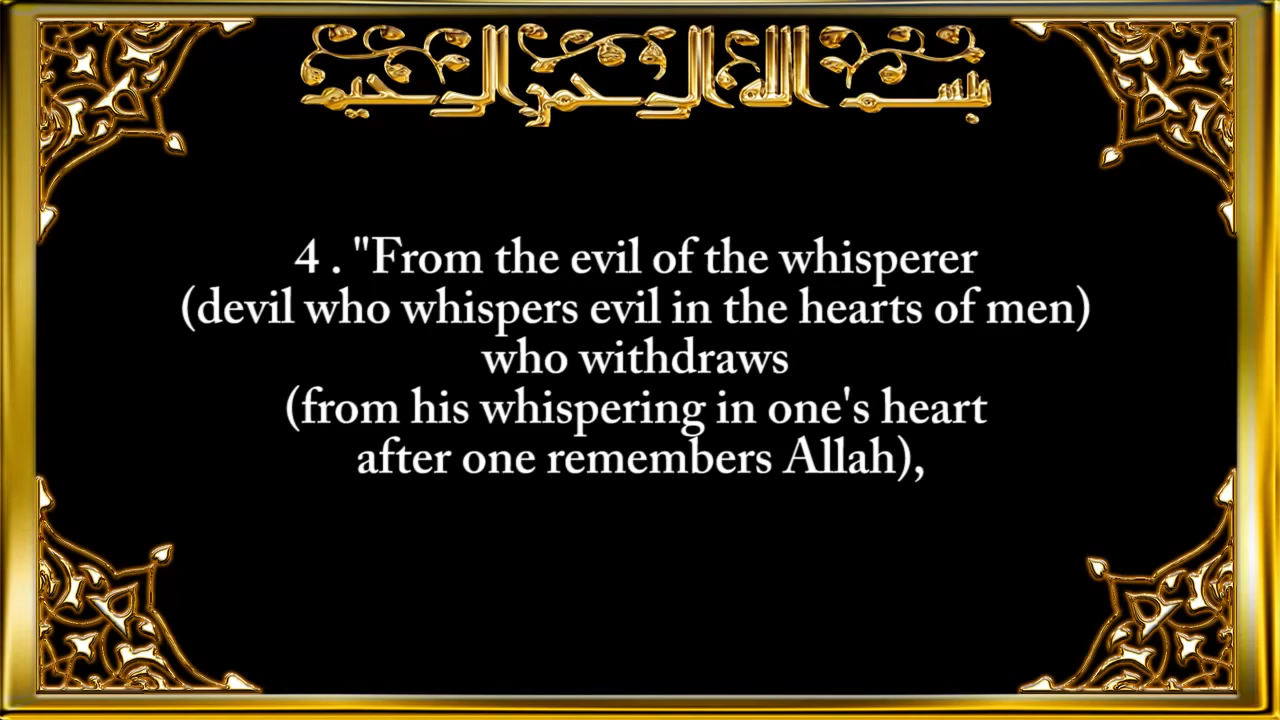 بسم الله الرحمن الرحيم
4 . "From the evil of the whisperer
(devil who whispers evil in the hearts of men)
who withdraws
(from his whispering in one's heart
after one remembers Allah),